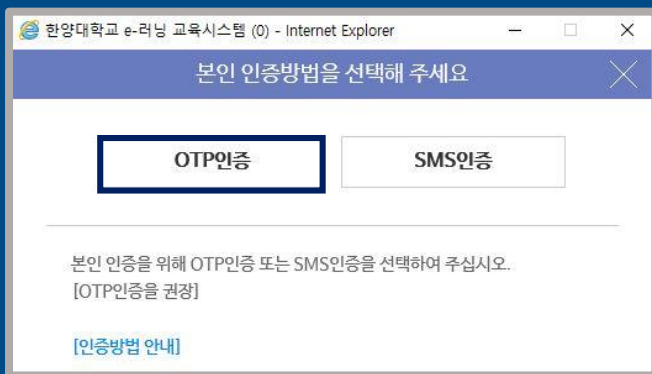 한양대학교 e-러닝 교육시스템 (0) - Internet Explorer
본인 인증방법을 선택해 주세요
OTP인증 SMS인증
본인 인증을 위해 OTP인증 또는 SMS인증을 선택하여 주십시오.
[OTP인증을 권장]
[인증방법 안내]